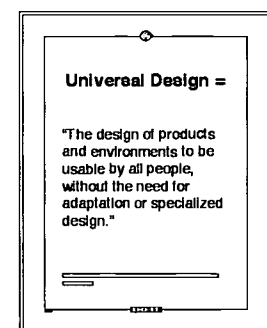 Universal Design =
"The design of products
and environments to be
usable by all people,
without the need for
adaptation or specialized
design."